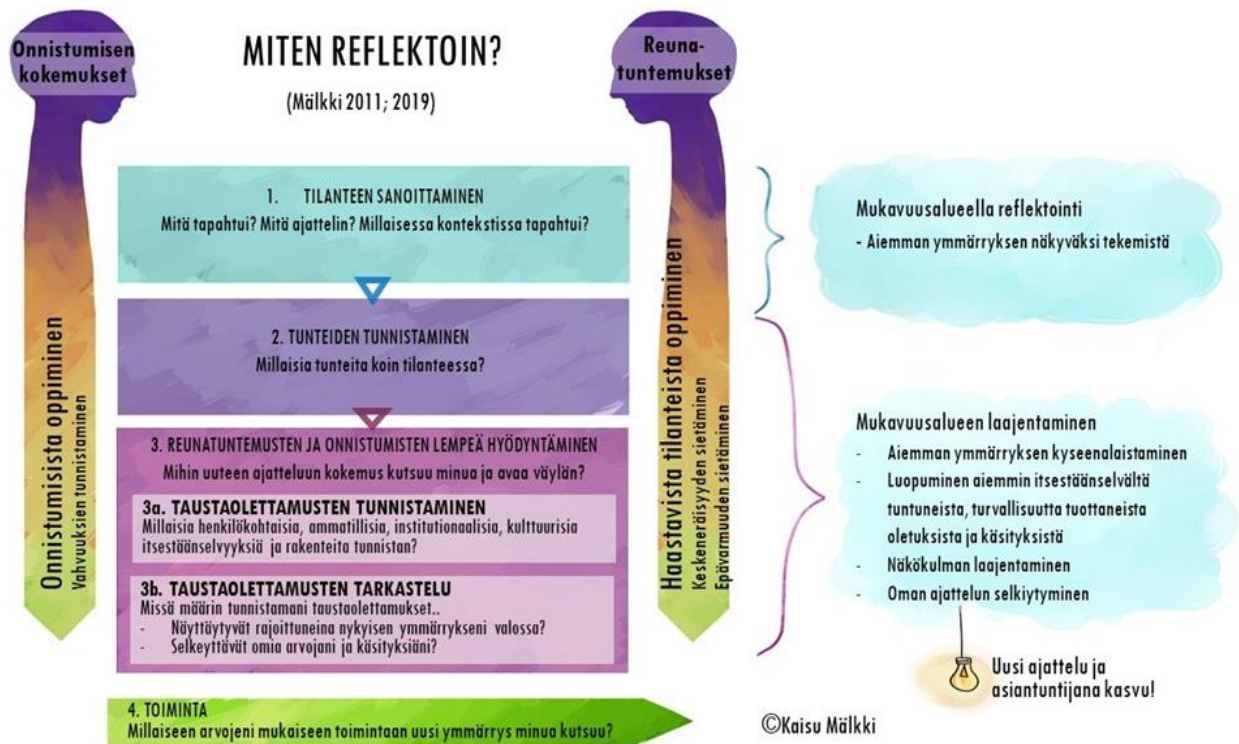 Onnistumisen
kokemukset
MITEN REFLEKTOIN?
(Mälkki 2011; 2019)
Reuna-
tuntemukset
Onnistumisista oppiminen
Vahvuuksien tunnistaminen
1. TILANTEEN SANOITTAMINEN
Mitä tapahtui? Mitä ajattelin? Millaisessa kontekstissa tapahtui?
2. TUNTEIDEN TUNNISTAMINEN
Millaisia tunteita koin tilanteessa?
3. REUNATUNTEMUSTEN JA ONNISTUMISTEN LEMPEÄ HYÖDYNTÄMINEN
Mihin uuteen ajatteluun kokemus kutsuu minua ja avaa väylän?
3a. TAUSTAOLETTAMUSTEN TUNNISTAMINEN
Millaisia henkilökohtaisia, ammatillisia, institutionaalisia, kulttuurisia
itsestäänselvyyksiä ja rakenteita tunnistan?
3b. TAUSTAOLETTAMUSTEN TARKASTELU
Missä määrin tunnistamani taustaolettamukset..
- Näyttäytyvät rajoittuneina nykyisen ymmärrykseni valossa?
- Selkeyttävät omia arvojani ja käsityksiäni?
4. TOIMINTA
Millaiseen arvojeni mukaiseen toimintaan uusi ymmärrys minua kutsuu?
Haastavista tilanteista oppiminen
Keskeneräisyyden sietäminen
Epävarmuuden sietäminen
Mukavuusalueella reflektointi
- Aiemman ymmärryksen näkyväksi tekemistä
Mukavuusalueen laajentaminen
- Aiemman ymmärryksen kyseenalaistaminen
- Luopuminen aiemmin itsestäänselvältä
tuntuneista, turvallisuutta tuottaneista
oletuksista ja käsityksistä
- Näkökulman laajentaminen
- Oman ajattelun selkiytyminen
Uusi ajattelu ja
asiantuntijana kasvu!
©Kaisu Mälkki